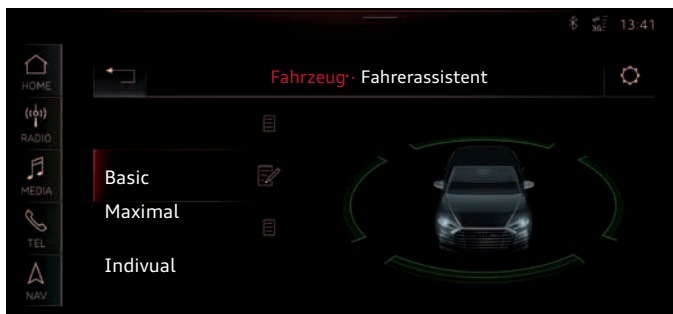 13:41
HOME
Fahrzeug·· Fahrerassistent
RADIO
MEDIA
Basic
Maximal
TEL
Indivual
NAV